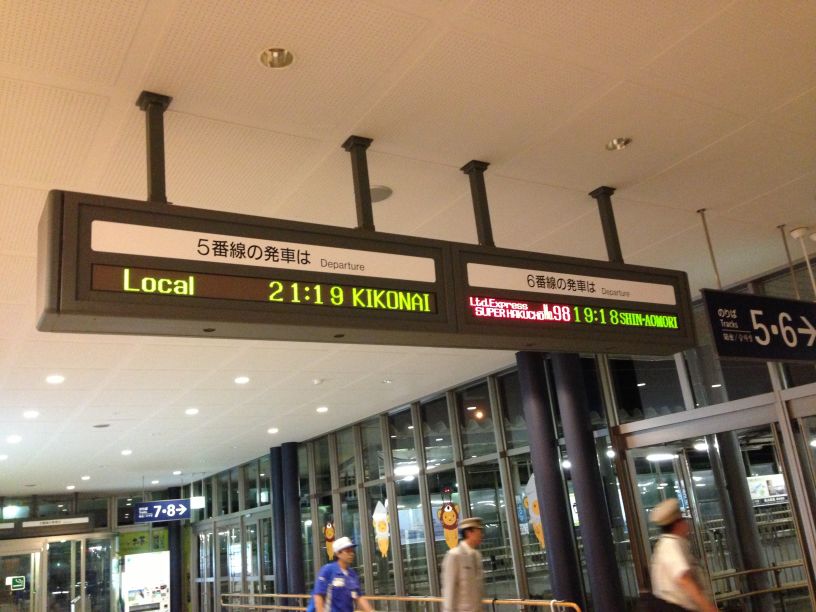 5番線の発車は Departure
Local 21:19 KIKONAI
6番線の発車は Departure
Ltd.Express
SUPER HAKUCHO No.98 19:18 SHIN-AOMORI
のりば
Tracks
5・6→
7・8→